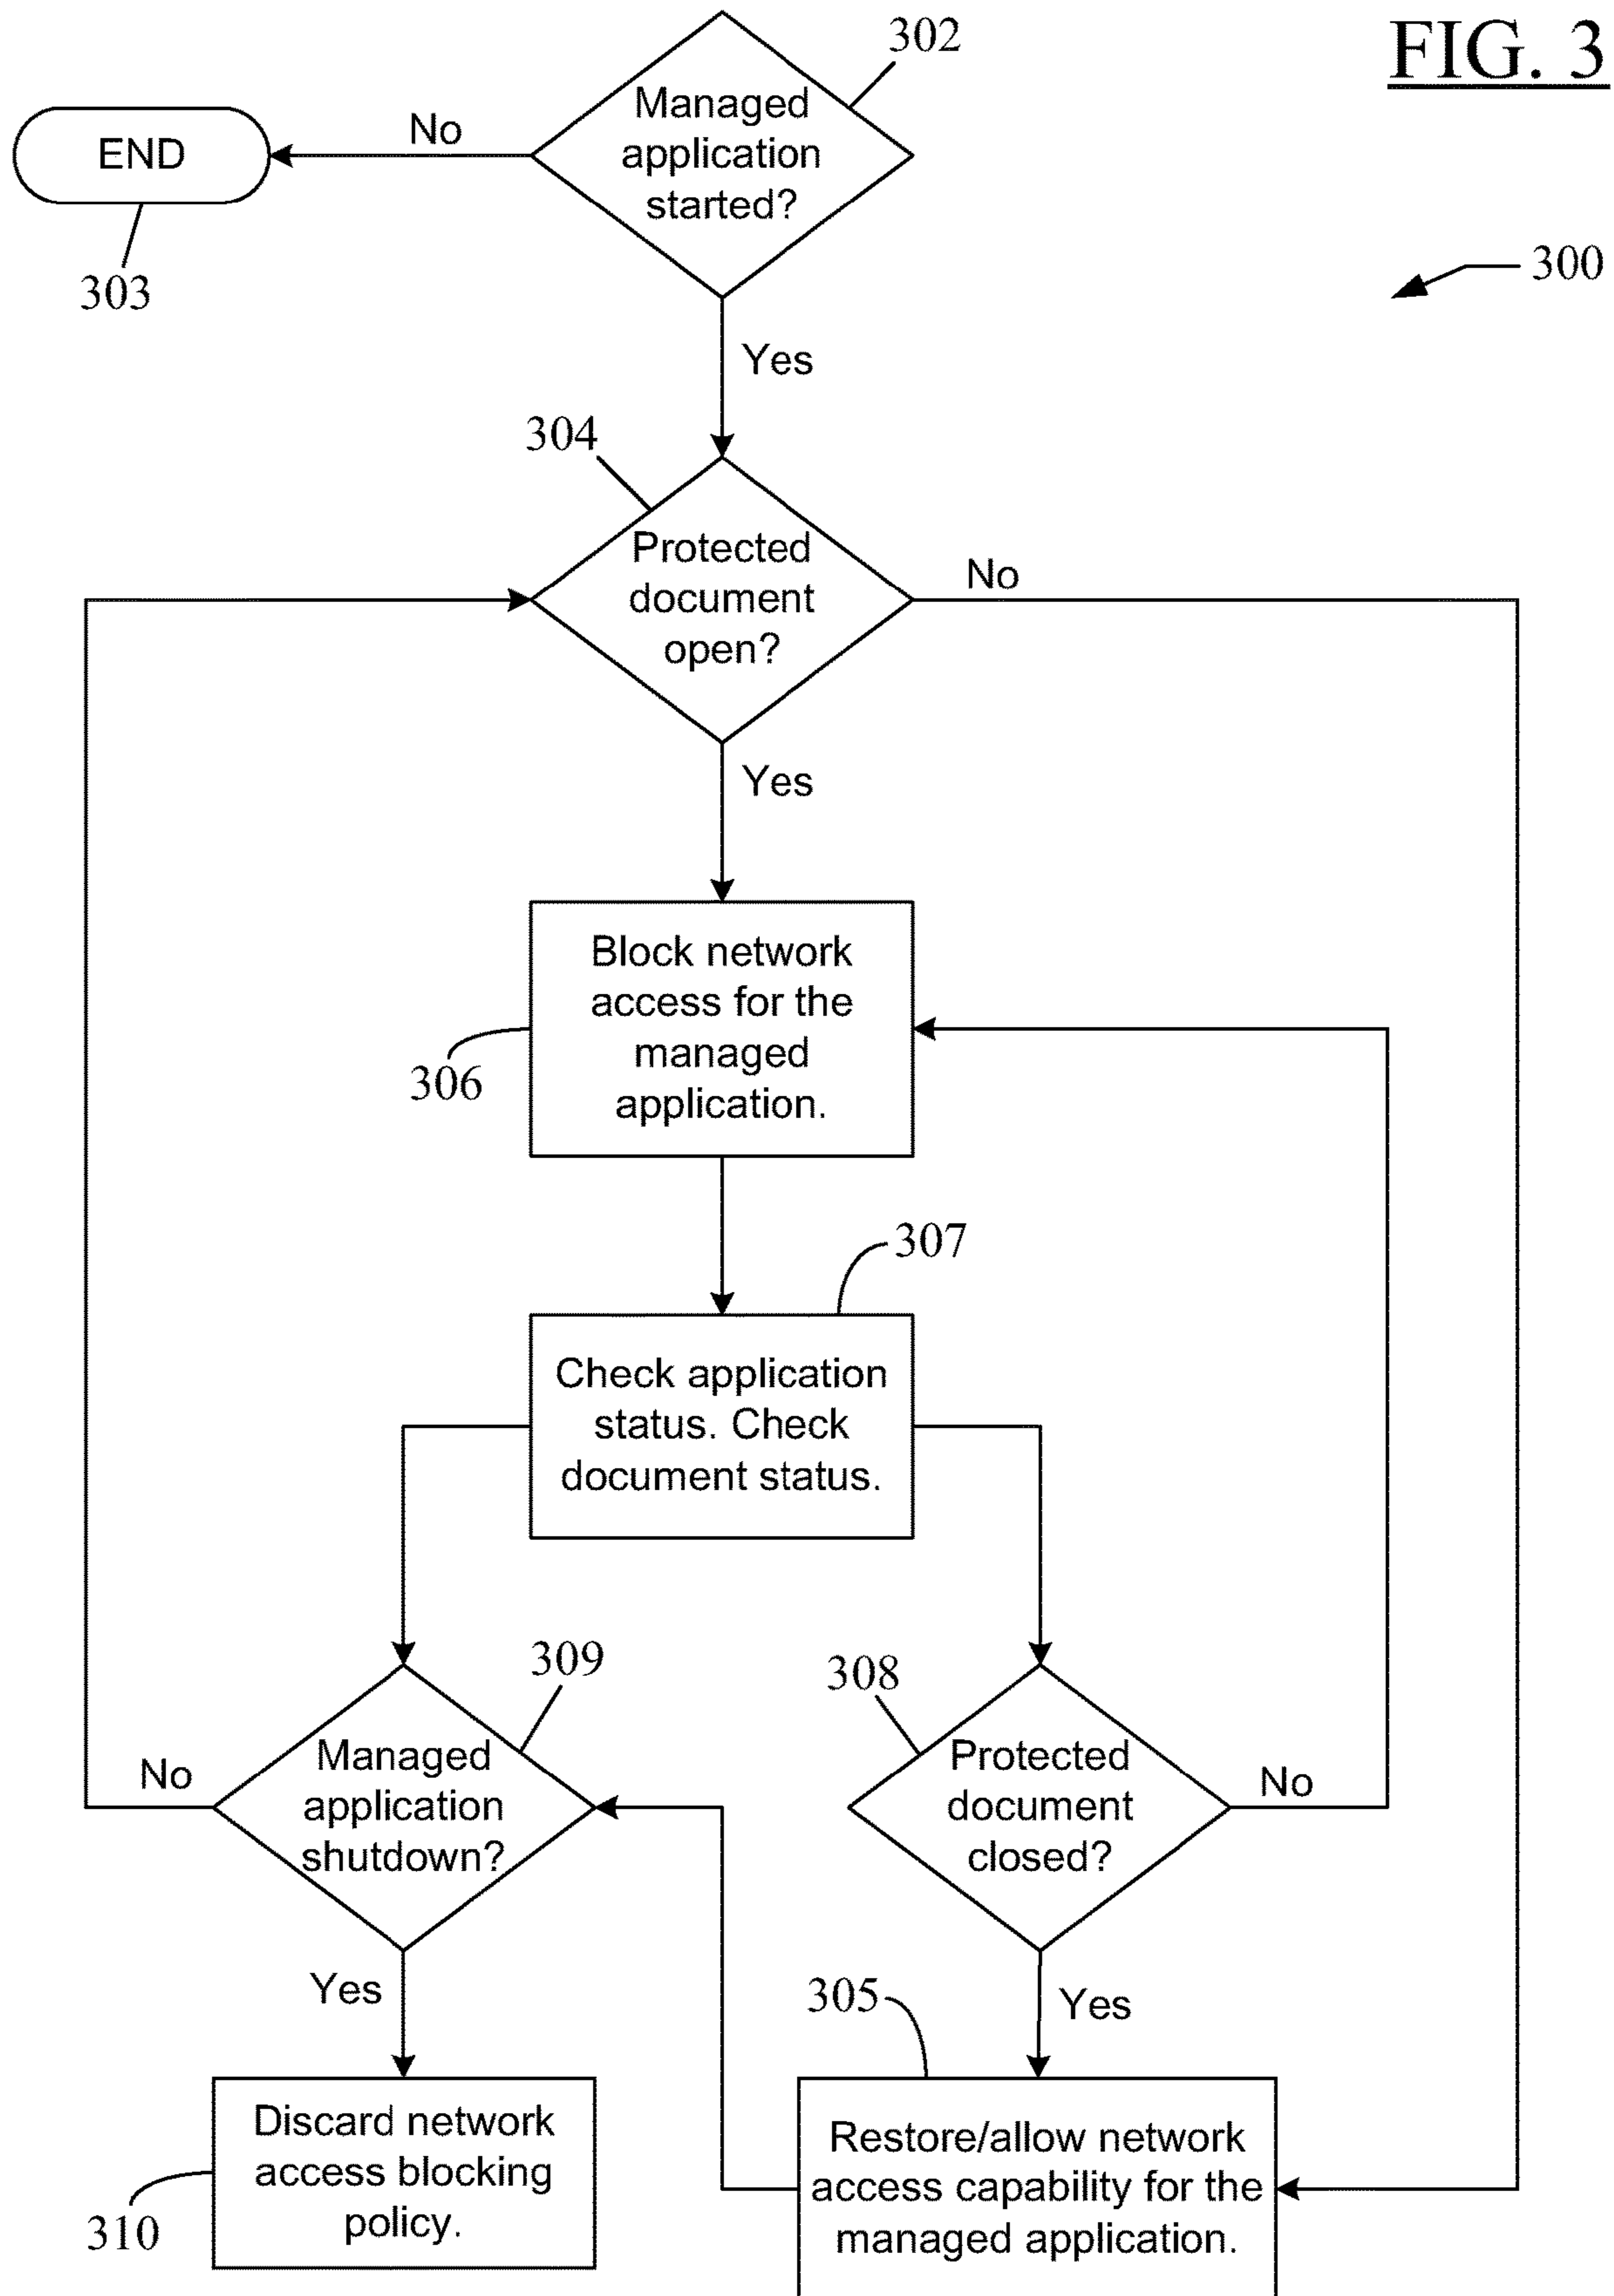 FIG. 3
302
Managed
application
started?
No
END
303
300
Yes
304
Protected
document
open?
No
Yes
Block network
access for the
managed
application.
306
307
Check application
status. Check
document status.
309
Managed
application
shutdown?
No
308
Protected
document
closed?
No
Yes
305
Yes
Discard network
access blocking
policy.
310
Restore/allow network
access capability for the
managed application.